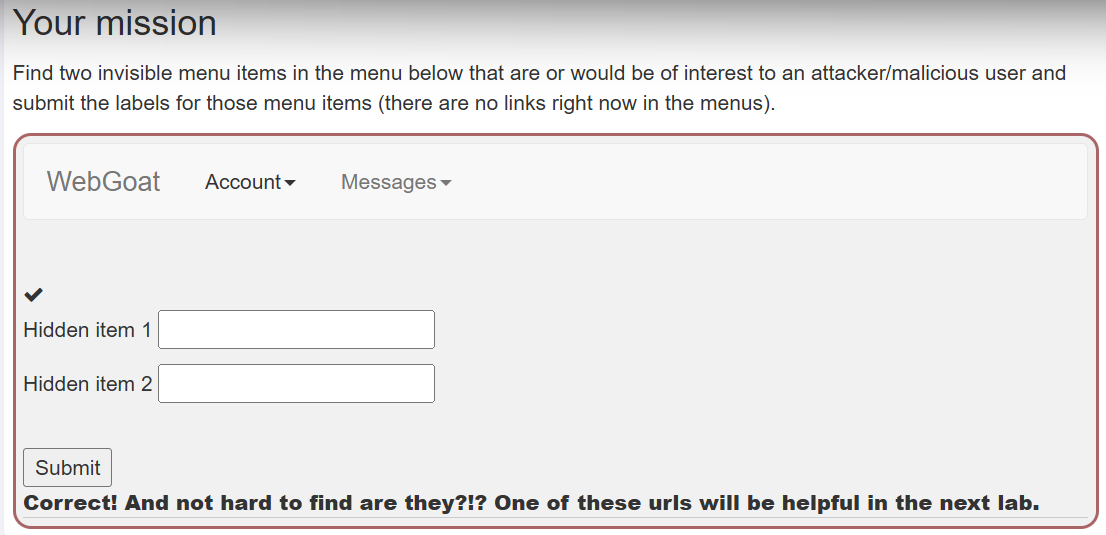 Your mission
Find two invisible menu items in the menu below that are or would be of interest to an attacker/malicious user and
submit the labels for those menu items (there are no links right now in the menus).
WebGoat Account Messages
Hidden item 1
Hidden item 2
Submit
Correct! And not hard to find are they?!? One of these urls will be helpful in the next lab.